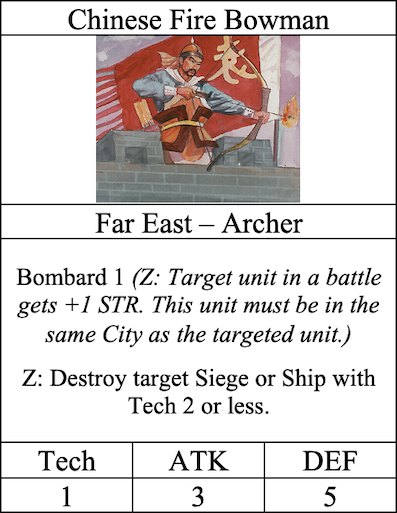 Chinese Fire Bowman
Far East – Archer
Bombard 1 (Z: Target unit in a battle
gets +1 STR. This unit must be in the
same City as the targeted unit.)
Z: Destroy target Siege or Ship with
Tech 2 or less.
Tech ATK DEF
1 3 5